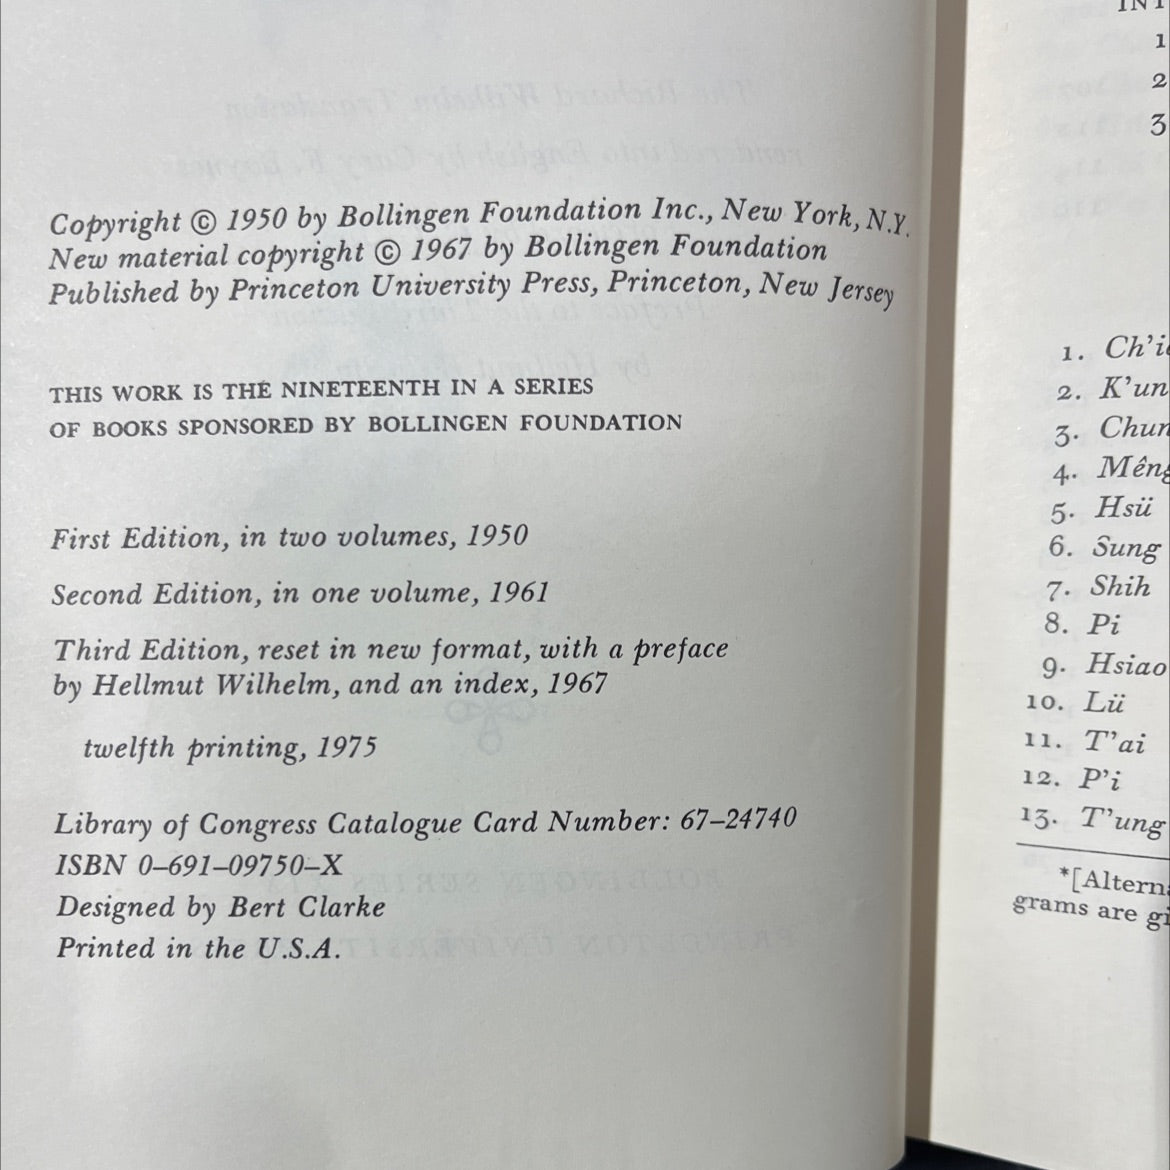 Copyright © 1950 by Bollingen Foundation Inc., New York, N.Y.
New material copyright © 1967 by Bollingen Foundation
Published by Princeton University Press, Princeton, New Jersey
THIS WORK IS THE NINETEENTH IN A SERIES
OF BOOKS SPONSORED BY BOLLINGEN FOUNDATION
First Edition, in two volumes, 1950
Second Edition, in one volume, 1961
Third Edition, reset in new format, with a preface
by Hellmut Wilhelm, and an index, 1967
twelfth printing, 1975
Library of Congress Catalogue Card Number: 67–24740
ISBN 0–691–09750–X
Designed by Bert Clarke
Printed in the U.S.A.
1
2
3
1. Ch'i
2. K'un
3. Chun
4. Mêng
5. Hsü
6. Sung
7. Shih
8. Pi
9. Hsiao
10. Lü
11. T'ai
12. P'i
13. T'ung
*[Altern
grams are gi